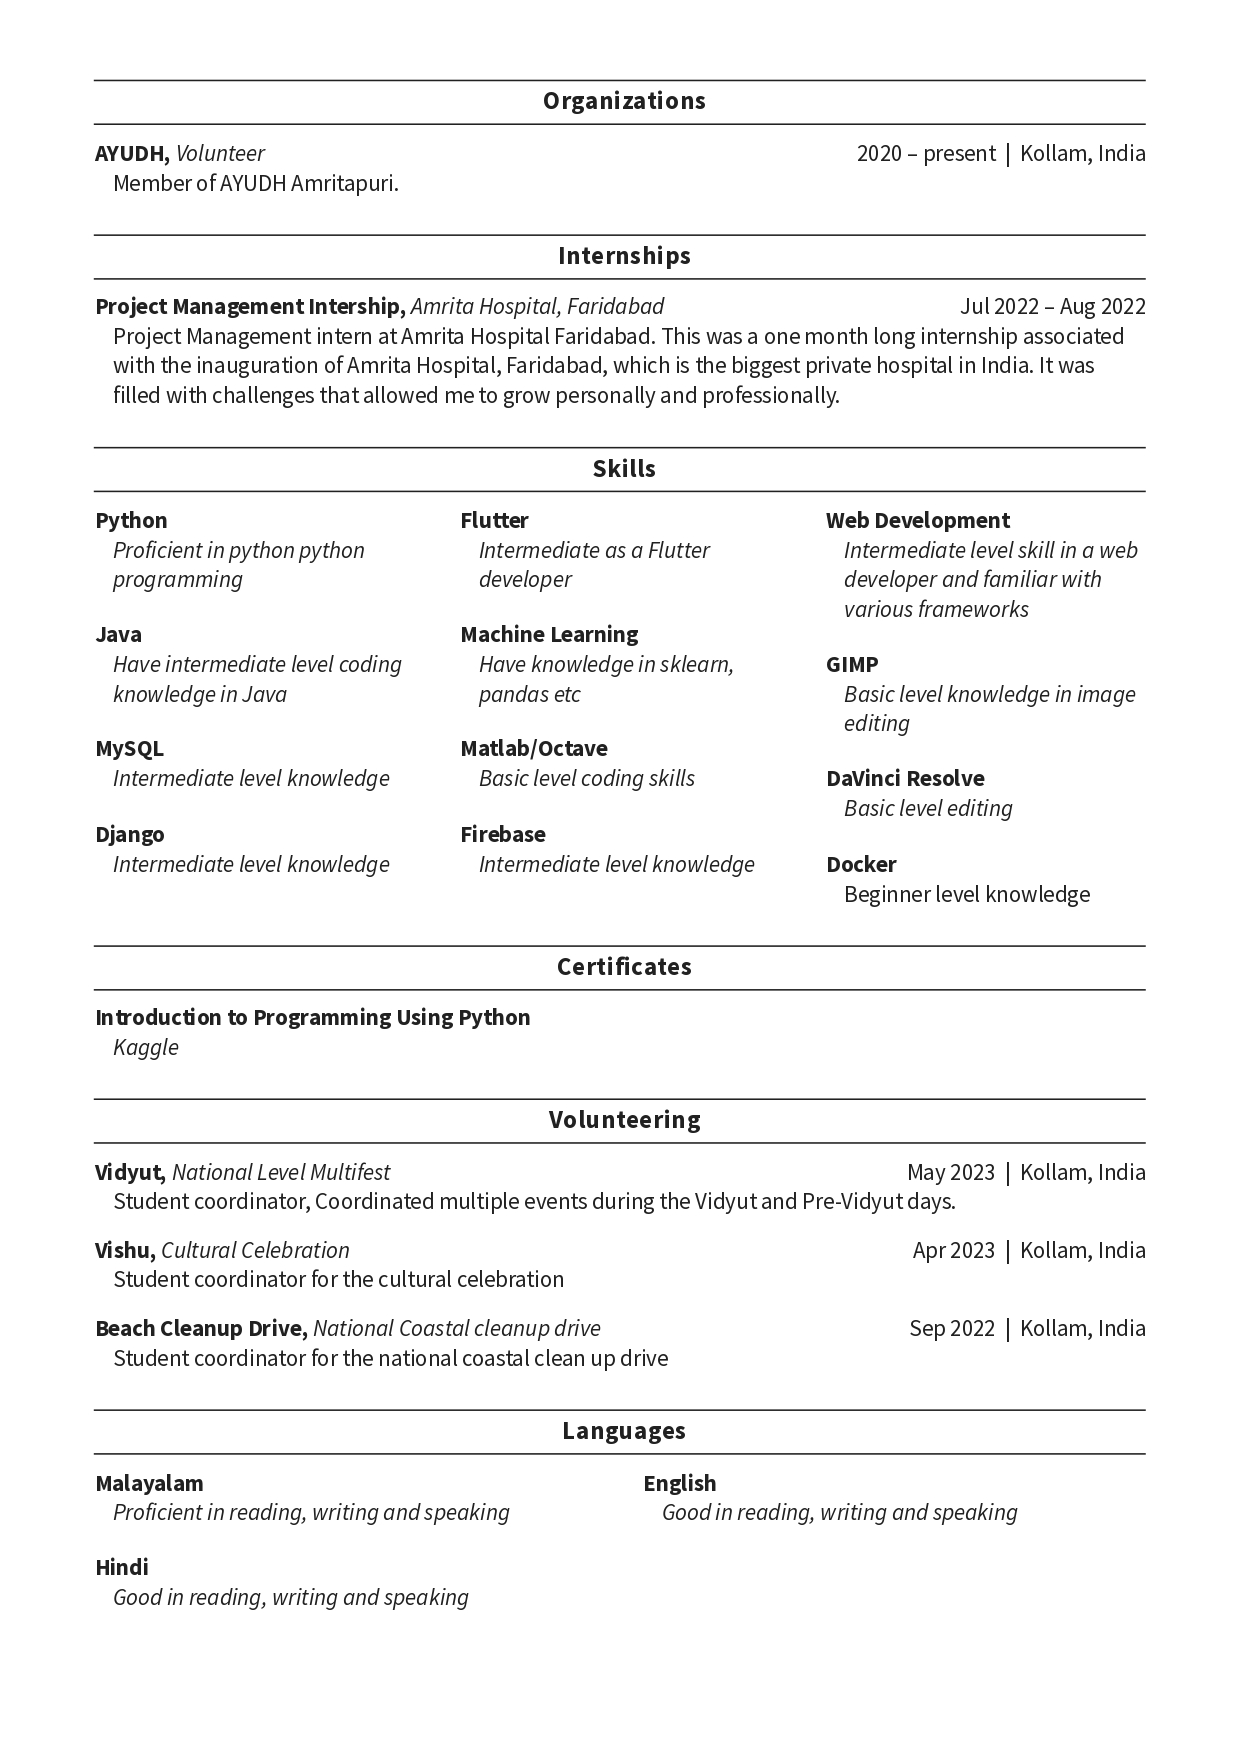 Organizations
AYUDH, Volunteer 2020 – present | Kollam, India
Member of AYUDH Amritapuri.
Internships
Project Management Intership, Amrita Hospital, Faridabad Jul 2022 – Aug 2022
Project Management intern at Amrita Hospital Faridabad. This was a one month long internship associated
with the inauguration of Amrita Hospital, Faridabad, which is the biggest private hospital in India. It was
filled with challenges that allowed me to grow personally and professionally.
Skills
Python
Proficient in python python
programming
Java
Have intermediate level coding
knowledge in Java
MySQL
Intermediate level knowledge
Django
Intermediate level knowledge
Flutter
Intermediate as a Flutter
developer
Machine Learning
Have knowledge in sklearn,
pandas etc
Matlab/Octave
Basic level coding skills
Firebase
Intermediate level knowledge
Web Development
Intermediate level skill in a web
developer and familiar with
various frameworks
GIMP
Basic level knowledge in image
editing
DaVinci Resolve
Basic level editing
Docker
Beginner level knowledge
Certificates
Introduction to Programming Using Python
Kaggle
Volunteering
Vidyut, National Level Multifest May 2023 | Kollam, India
Student coordinator, Coordinated multiple events during the Vidyut and Pre-Vidyut days.
Vishu, Cultural Celebration Apr 2023 | Kollam, India
Student coordinator for the cultural celebration
Beach Cleanup Drive, National Coastal cleanup drive Sep 2022 | Kollam, India
Student coordinator for the national coastal clean up drive
Languages
Malayalam
Proficient in reading, writing and speaking
English
Good in reading, writing and speaking
Hindi
Good in reading, writing and speaking